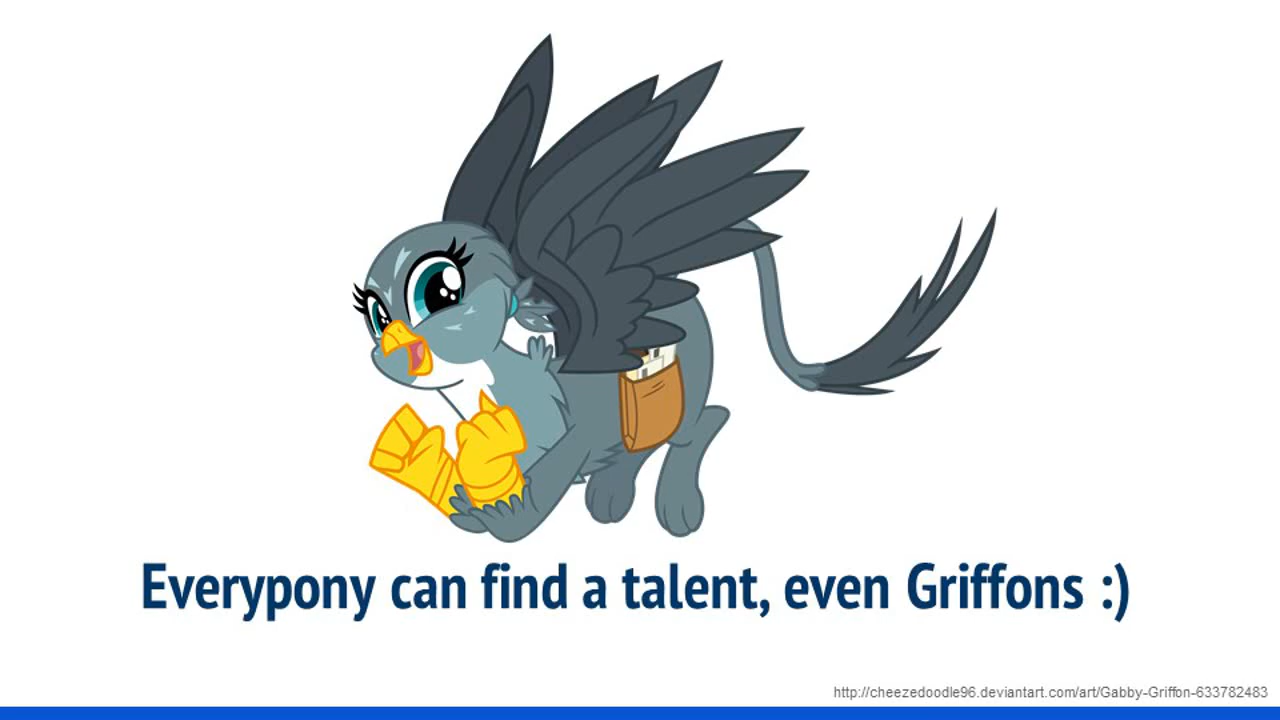 Everypony can find a talent, even Griffons :)
http://cheezedoodle96.deviantart.com/art/Gabby-Griffon-633782483